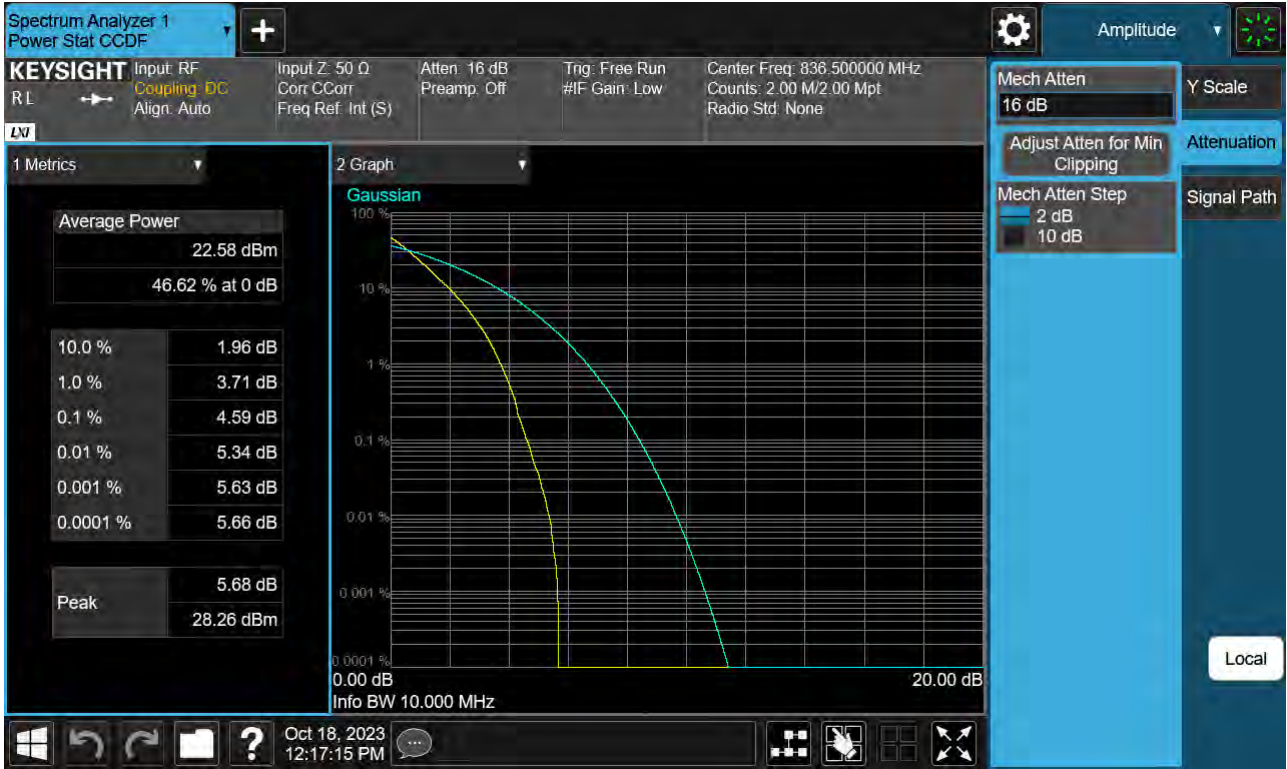 Spectrum Analyzer 1
Power Stat CCDF
Amplitude
KEYSIGHT
RL
LXI
Input: RF
Coupling: DC
Align: Auto
Input Z: 50 Ω
Corr CCorr
Freq Ref: Int (S)
Atten: 16 dB
Preamp: Off
Trig: Free Run
#IF Gain: Low
Center Freq: 836.500000 MHz
Counts: 2.00 M/2.00 Mpt
Radio Std: None
1 Metrics
Average Power
22.58 dBm
46.62 % at 0 dB
10.0 % 1.96 dB
1.0 % 3.71 dB
0.1 % 4.59 dB
0.01 % 5.34 dB
0.001 % 5.63 dB
0.0001 % 5.66 dB
Peak
5.68 dB
28.26 dBm
2 Graph
Gaussian
100 %
10 %
1 %
0.1 %
0.01 %
0.001 %
0.0001 %
0.00 dB 20.00 dB
Info BW 10.000 MHz
Mech Atten
16 dB
Adjust Atten for Min
Clipping
Mech Atten Step
2 dB
10 dB
Y Scale
Attenuation
Signal Path
Local
Oct 18, 2023
12:17:15 PM